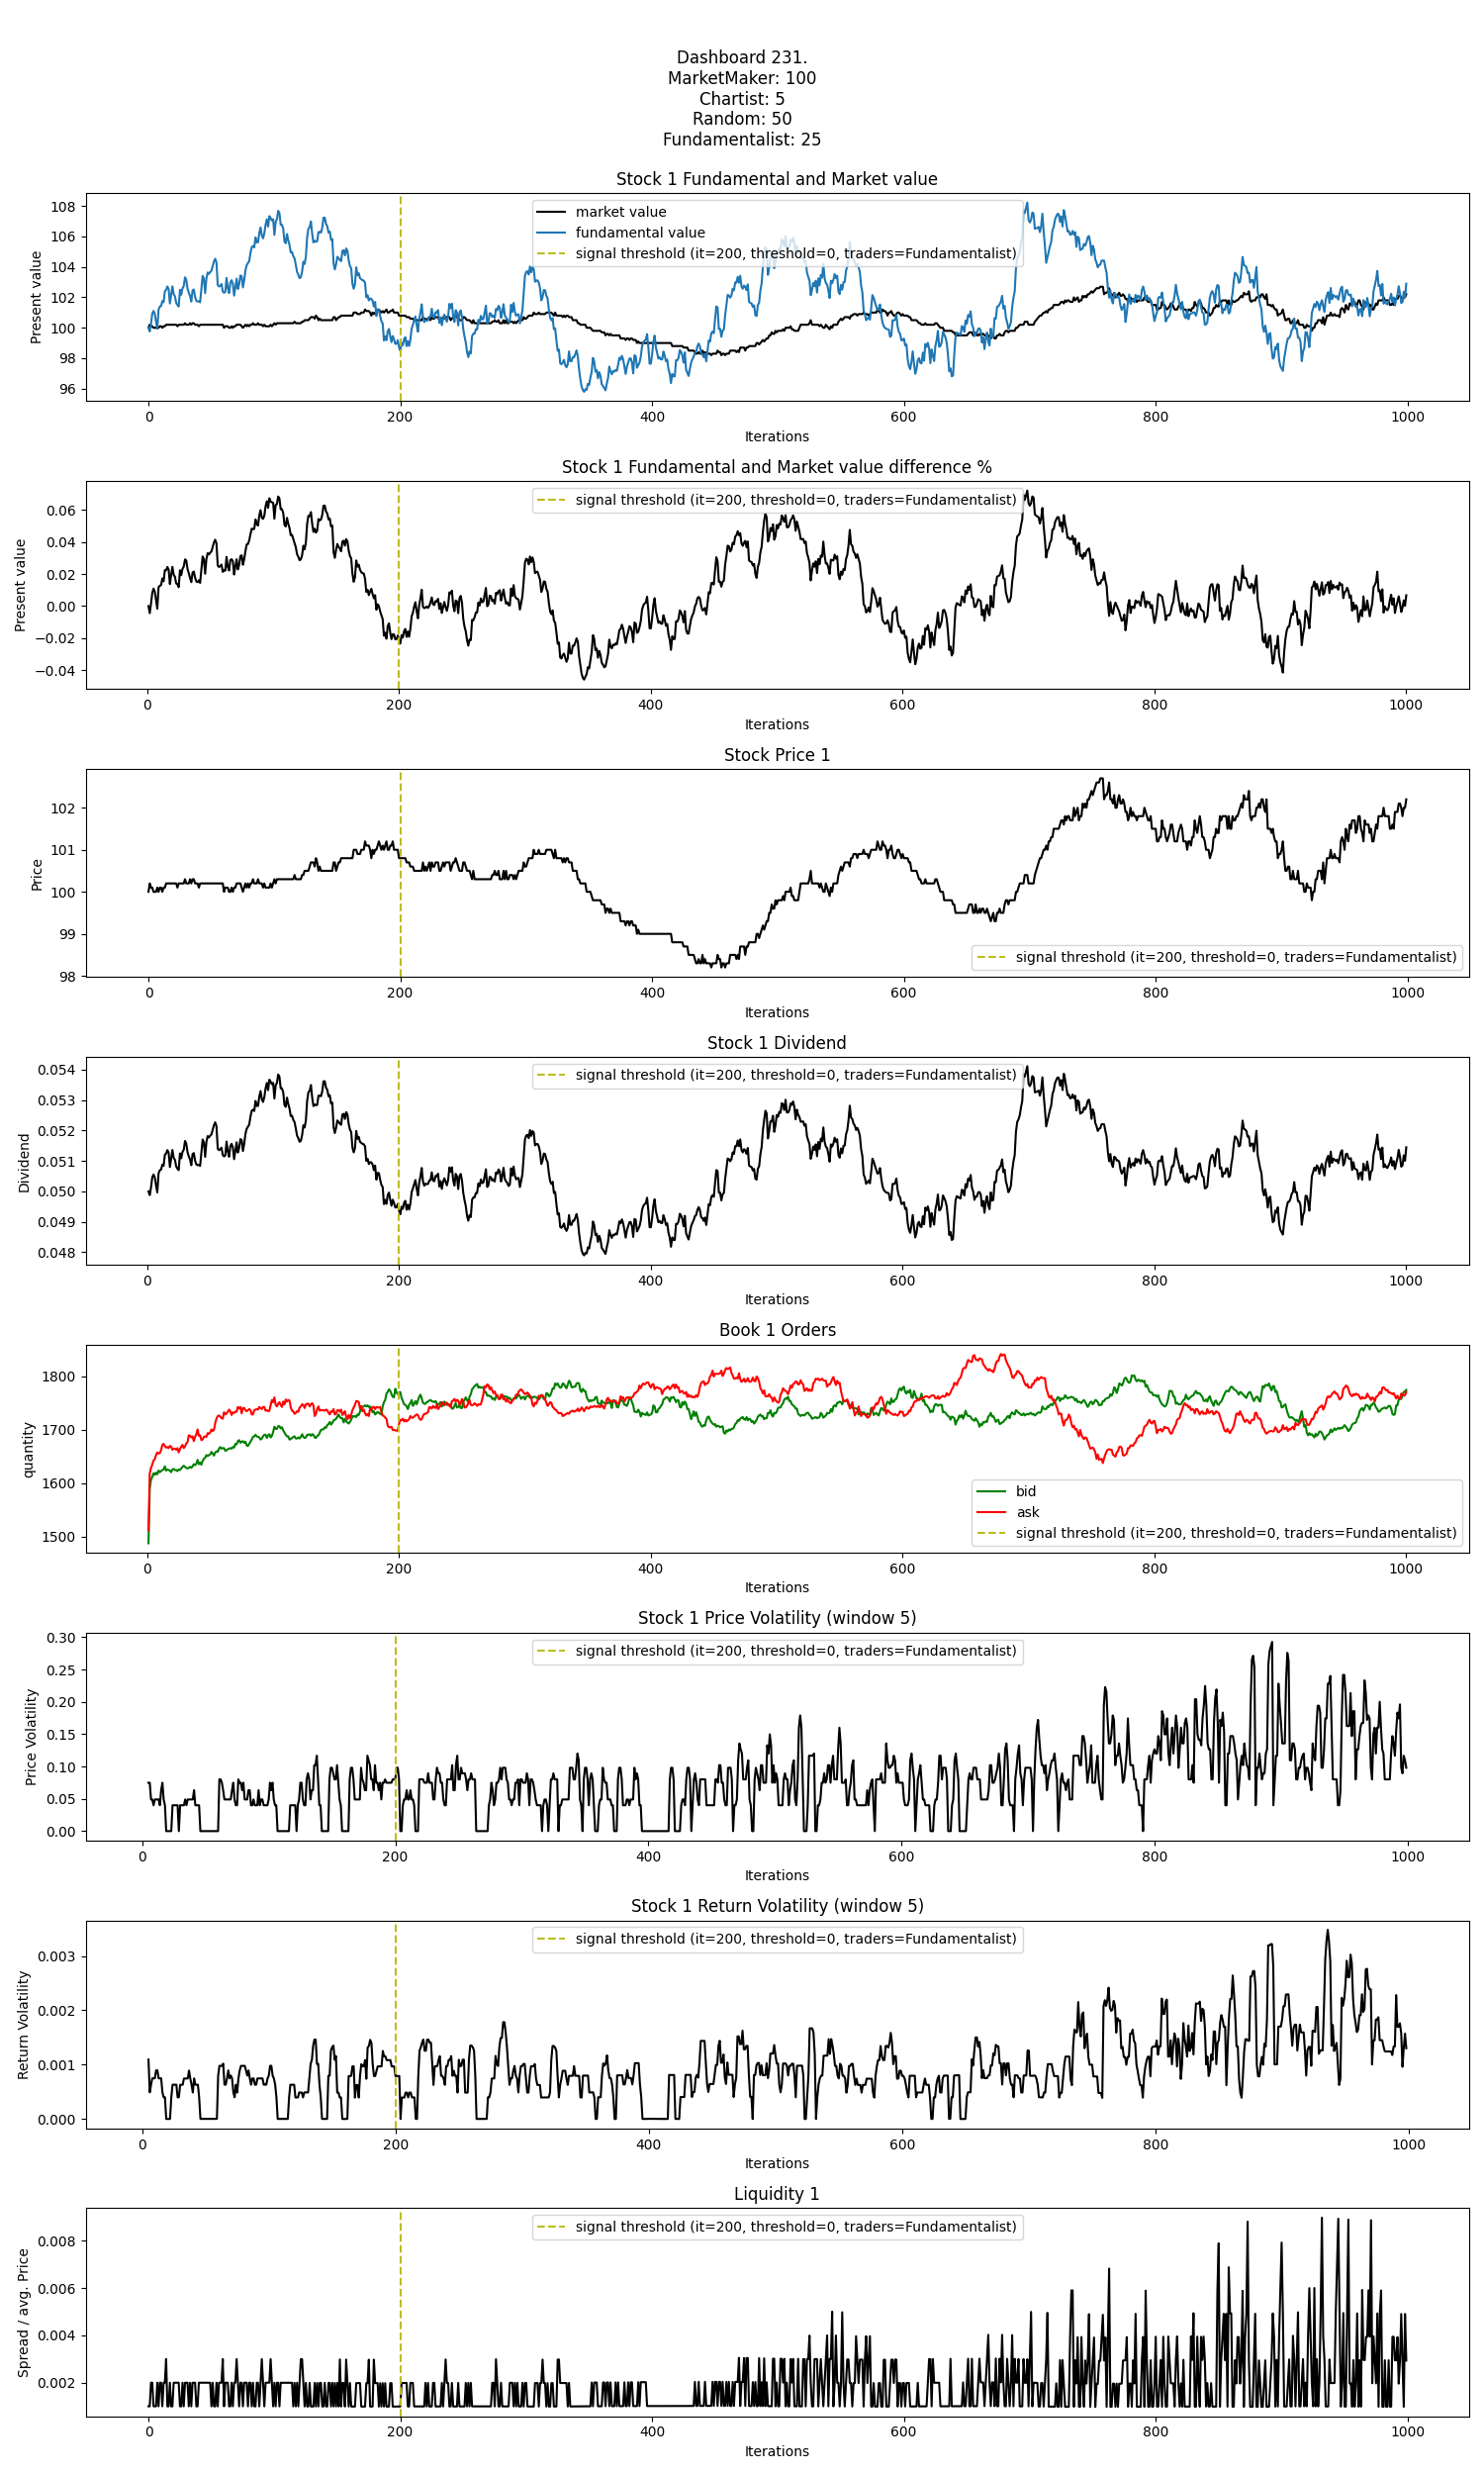 Dashboard 231.
MarketMaker: 100
Chartist: 5
Random: 50
Fundamentalist: 25
Stock 1 Fundamental and Market value
market value
fundamental value
signal threshold (it=200, threshold=0, traders=Fundamentalist)
Present value
108
106
104
102
100
98
96
0 200 400 600 800 1000
Iterations
Stock 1 Fundamental and Market value difference %
signal threshold (it=200, threshold=0, traders=Fundamentalist)
Present value
0.06
0.04
0.02
0.00
−0.02
−0.04
0 200 400 600 800 1000
Iterations
Stock Price 1
Price
102
101
100
99
98
signal threshold (it=200, threshold=0, traders=Fundamentalist)
0 200 400 600 800 1000
Iterations
Stock 1 Dividend
signal threshold (it=200, threshold=0, traders=Fundamentalist)
Dividend
0.054
0.053
0.052
0.051
0.050
0.049
0.048
0 200 400 600 800 1000
Iterations
Book 1 Orders
quantity
1800
1700
1600
1500
bid
ask
signal threshold (it=200, threshold=0, traders=Fundamentalist)
0 200 400 600 800 1000
Iterations
Stock 1 Price Volatility (window 5)
signal threshold (it=200, threshold=0, traders=Fundamentalist)
Price Volatility
0.30
0.25
0.20
0.15
0.10
0.05
0.00
0 200 400 600 800 1000
Iterations
Stock 1 Return Volatility (window 5)
signal threshold (it=200, threshold=0, traders=Fundamentalist)
Return Volatility
0.003
0.002
0.001
0.000
0 200 400 600 800 1000
Iterations
Liquidity 1
signal threshold (it=200, threshold=0, traders=Fundamentalist)
Spread / avg. Price
0.008
0.006
0.004
0.002
0 200 400 600 800 1000
Iterations